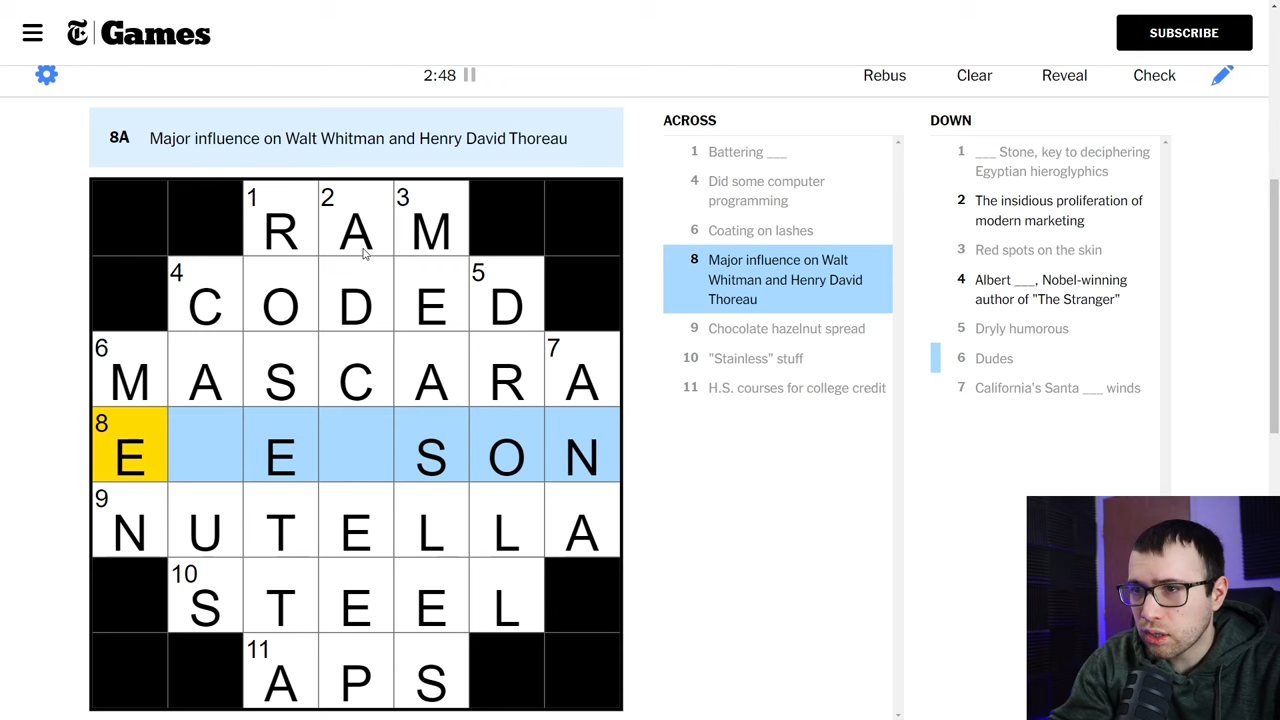 Games
SUBSCRIBE
2:48
Rebus
Clear
Reveal
Check
8A Major influence on Walt Whitman and Henry David Thoreau
1 R 2 A 3 M
4 C O D E 5 D
6 M A S C A R 7 A
8 E E S O N
9 N U T E L L A
10 S T E E L
11 A P S
ACROSS
1 Battering ___
4 Did some computer
programming
6 Coating on lashes
8 Major influence on Walt
Whitman and Henry David
Thoreau
9 Chocolate hazelnut spread
10 "Stainless" stuff
11 H.S. courses for college credit
DOWN
1 ___ Stone, key to deciphering
Egyptian hieroglyphics
2 The insidious proliferation of
modern marketing
3 Red spots on the skin
4 Albert ___, Nobel-winning
author of "The Stranger"
5 Dryly humorous
6 Dudes
7 California's Santa ___ winds